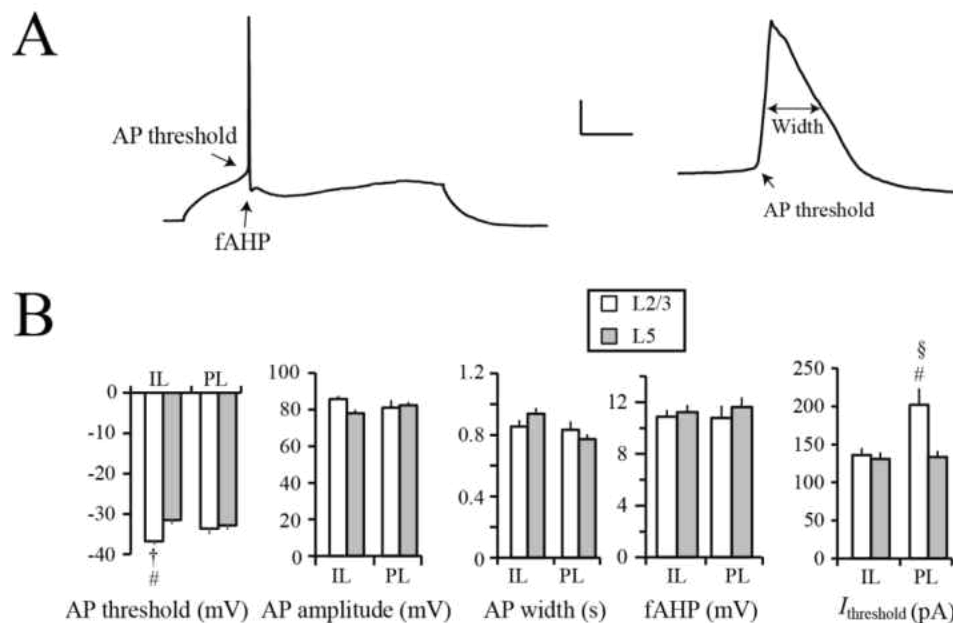 A
AP threshold
fAHP
Width
AP threshold
B
L2/3
L5
IL PL
0
-10
-20
-30
-40
†
#
AP threshold (mV)
100
80
60
40
20
0
IL PL
AP amplitude (mV)
1.2
0.8
0.4
0
IL PL
AP width (s)
12
8
4
0
IL PL
fAHP (mV)
250
200
150
100
50
0
§
#
IL PL
Ithreshold (pA)